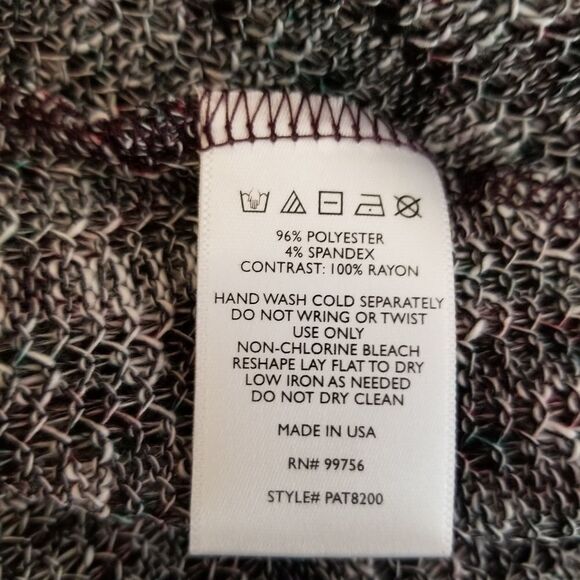 96% POLYESTER
4% SPANDEX
CONTRAST: 100% RAYON
HAND WASH COLD SEPARATELY
DO NOT WRING OR TWIST
USE ONLY
NON-CHLORINE BLEACH
RESHAPE LAY FLAT TO DRY
LOW IRON AS NEEDED
DO NOT DRY CLEAN
MADE IN USA
RN# 99756
STYLE# PAT8200